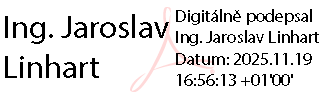 Ing. Jaroslav
Linhart
Digitálně podepsal
Ing. Jaroslav Linhart
Datum: 2025.11.19
16:56:13 +01'00'